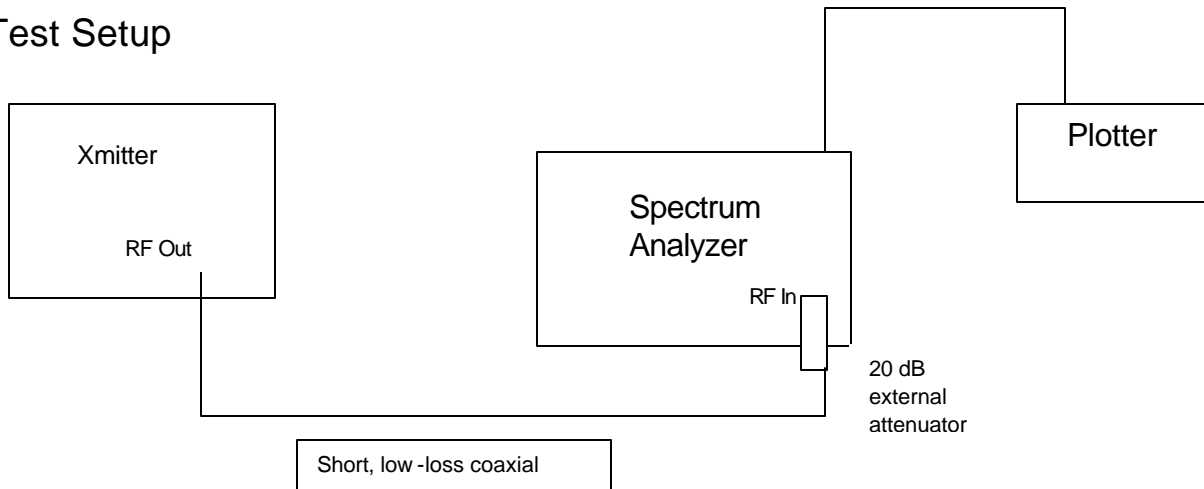 Test Setup
Xmitter
RF Out
Spectrum
Analyzer
RF In
Plotter
20 dB
external
attenuator
Short, low-loss coaxial